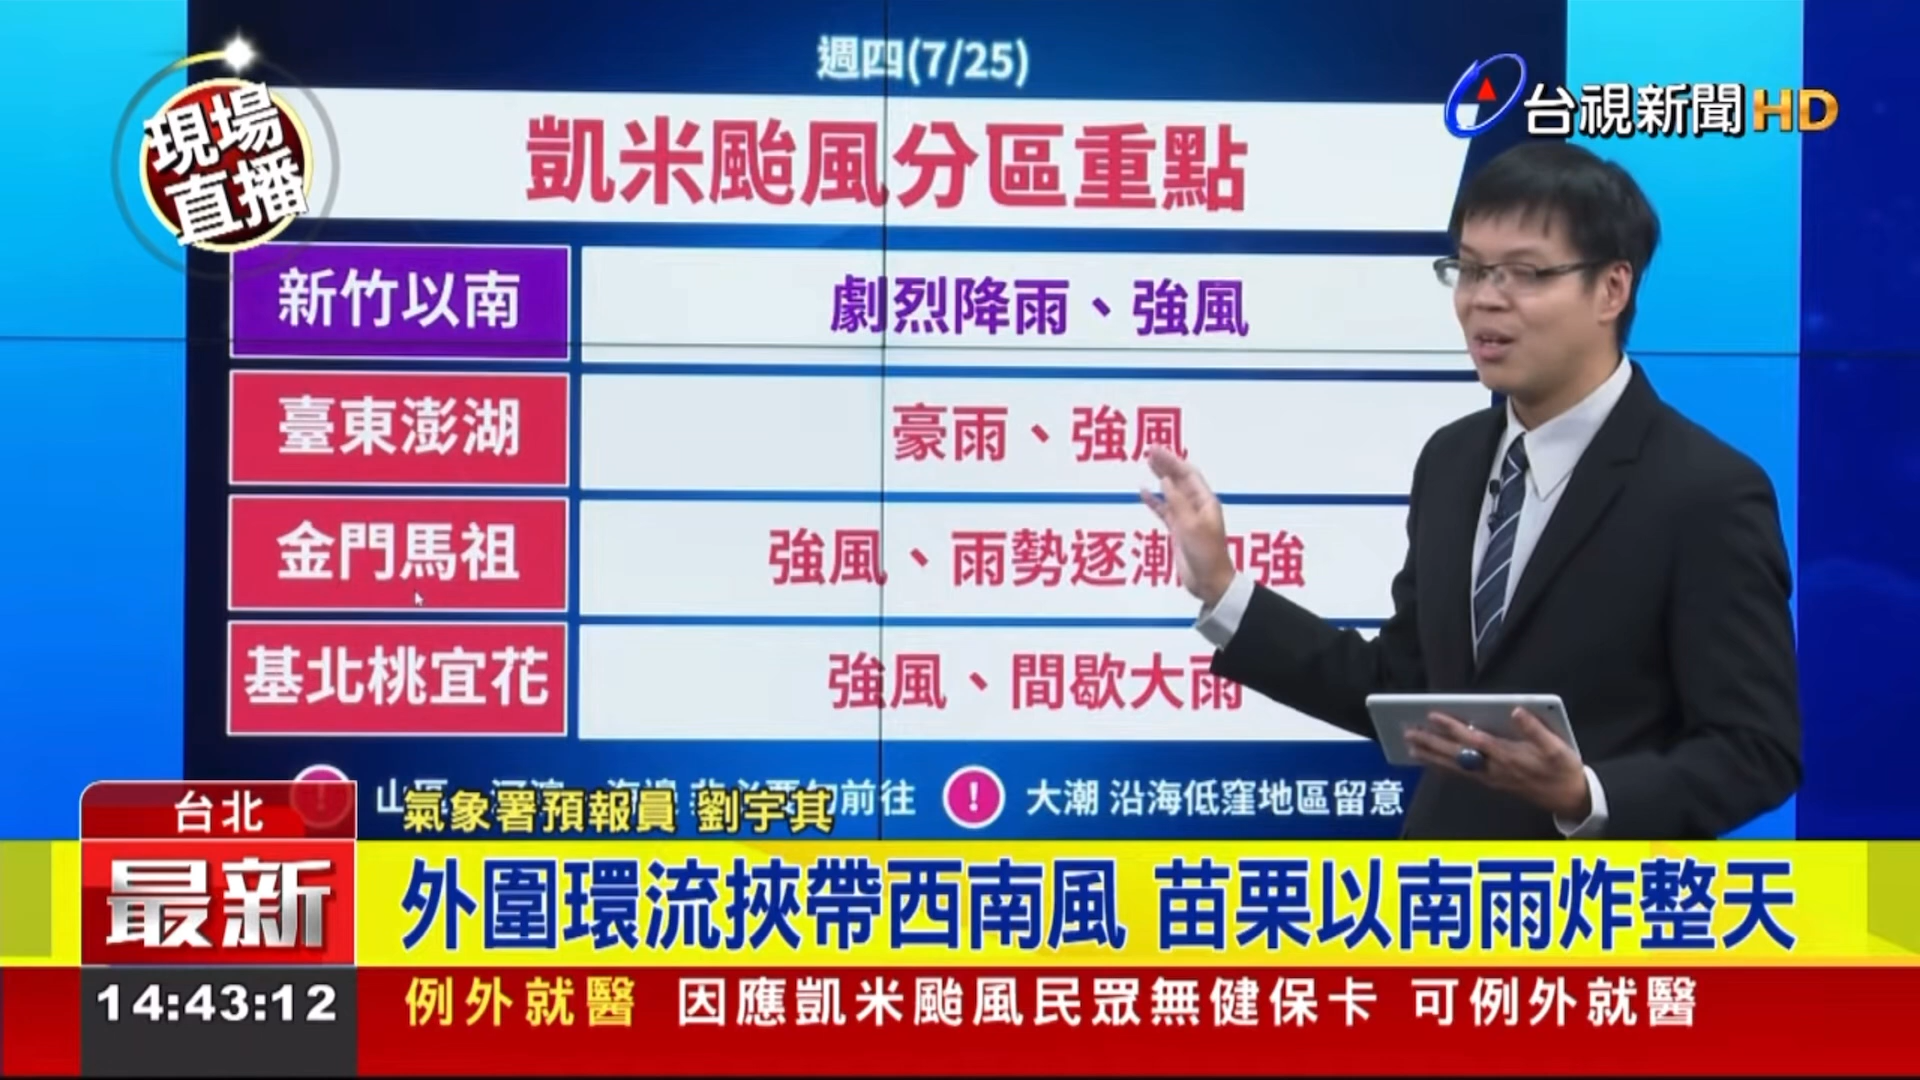 週四(7/25)
台視新聞HD
現場
直播
凱米颱風分區重點
新竹以南
劇烈降雨、強風
臺東澎湖
豪雨、強風
金門馬祖
強風、雨勢逐漸 強
基北桃宜花
強風、間歇大雨
前往
大潮 沿海低窪地區留意
台北
氣象署預報員 劉宇其
最新
外圍環流挾帶西南風 苗栗以南雨炸整天
14:43:12
例外就醫 因應凱米颱風民眾無健保卡 可例外就醫